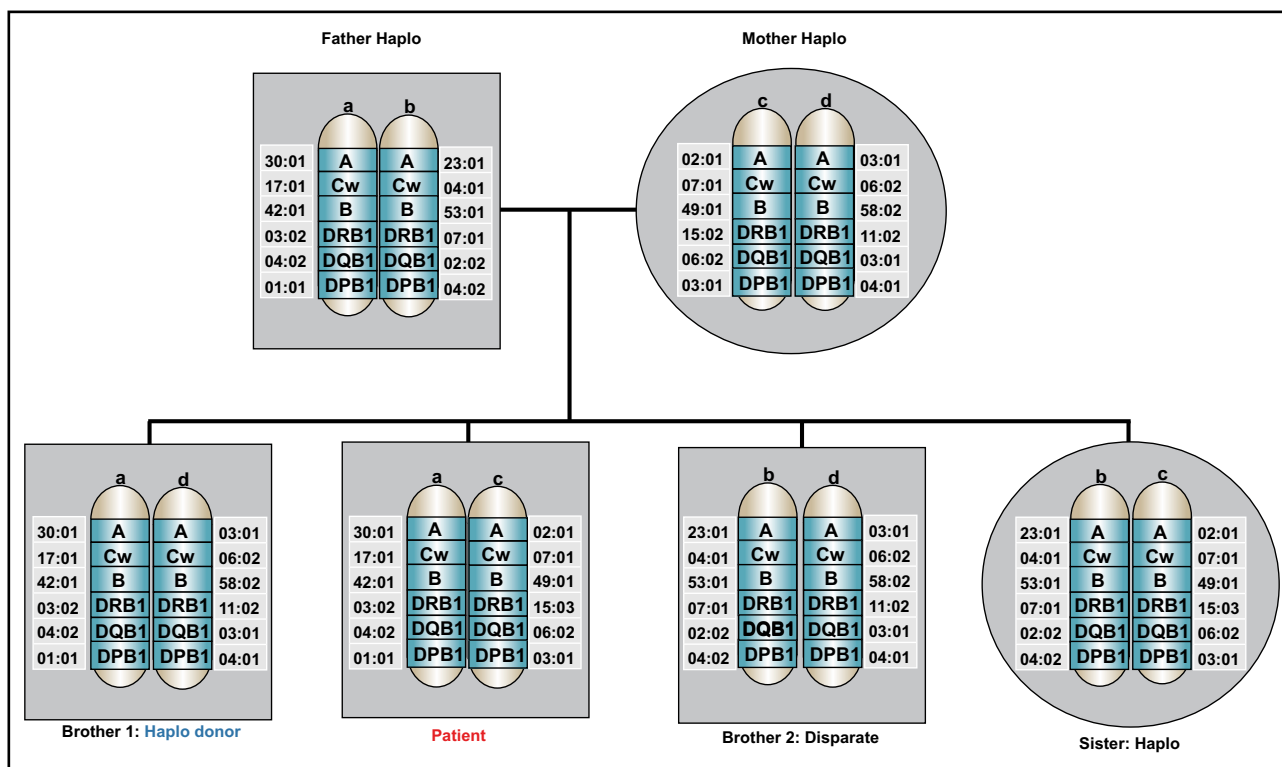 Father Haplo Mother Haplo
a b c d
30:01 A A 23:01 02:01 A A 03:01
17:01 Cw Cw 04:01 07:01 Cw Cw 06:02
42:01 B B 53:01 49:01 B B 58:02
03:02 DRB1 DRB1 07:01 15:02 DRB1 DRB1 11:02
04:02 DQB1 DQB1 02:02 06:02 DQB1 DQB1 03:01
01:01 DPB1 DPB1 04:02 03:01 DPB1 DPB1 04:01
a d a c b d b c
30:01 A A 03:01 30:01 A A 02:01 23:01 A A 03:01 23:01 A A 02:01
17:01 Cw Cw 06:02 17:01 Cw Cw 07:01 04:01 Cw Cw 06:02 04:01 Cw Cw 07:01
42:01 B B 58:02 42:01 B B 49:01 53:01 B B 58:02 53:01 B B 49:01
03:02 DRB1 DRB1 11:02 03:02 DRB1 DRB1 15:03 07:01 DRB1 DRB1 11:02 07:01 DRB1 DRB1 15:03
04:02 DQB1 DQB1 03:01 04:02 DQB1 DQB1 06:02 02:02 DQB1 DQB1 03:01 02:02 DQB1 DQB1 06:02
01:01 DPB1 DPB1 04:01 01:01 DPB1 DPB1 03:01 04:02 DPB1 DPB1 04:01 04:02 DPB1 DPB1 03:01
Brother 1: Haplo donor Patient Brother 2: Disparate Sister: Haplo